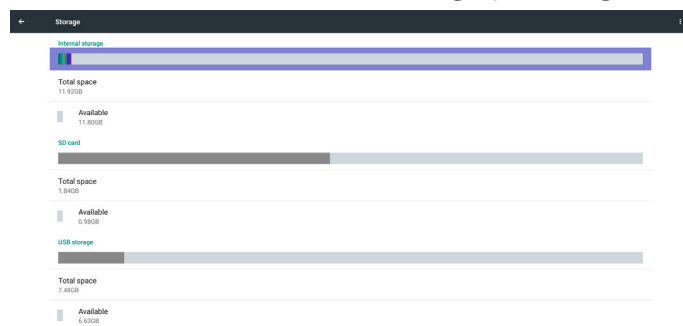 Storage
Internal storage
Total space
11.92GB
Available
11.80GB
SD card
Total space
1.84GB
Available
0.98GB
USB storage
Total space
7.48GB
Available
6.63GB